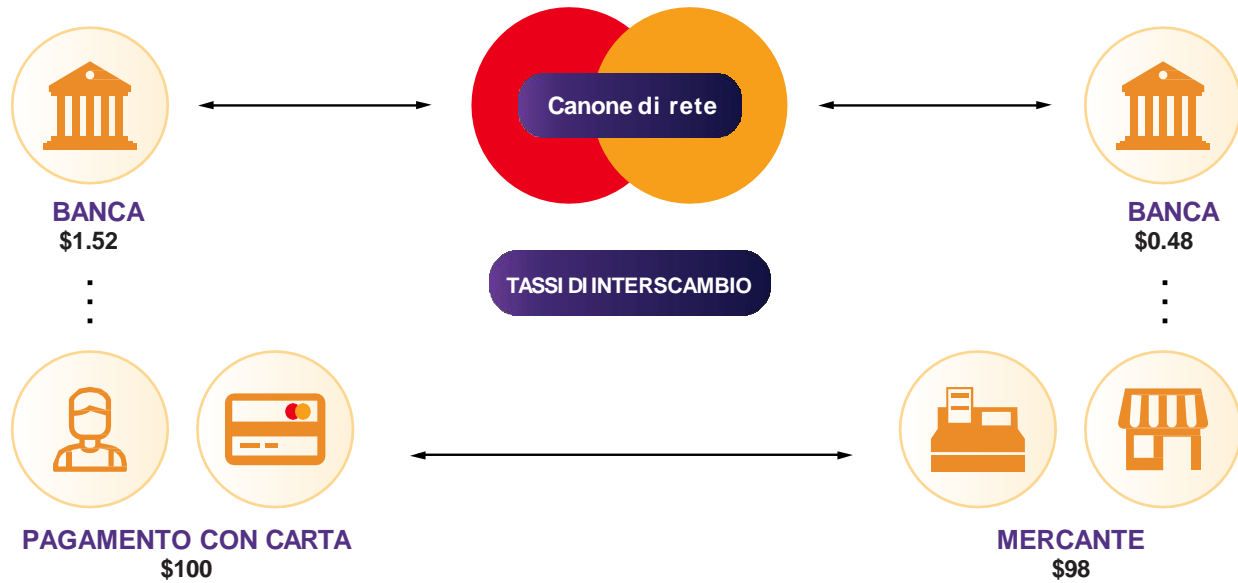 Canone di rete
BANCA
$1.52
BANCA
$0.48
TASSI DI INTERSCAMBIO
PAGAMENTO CON CARTA
$100
MERCANTE
$98